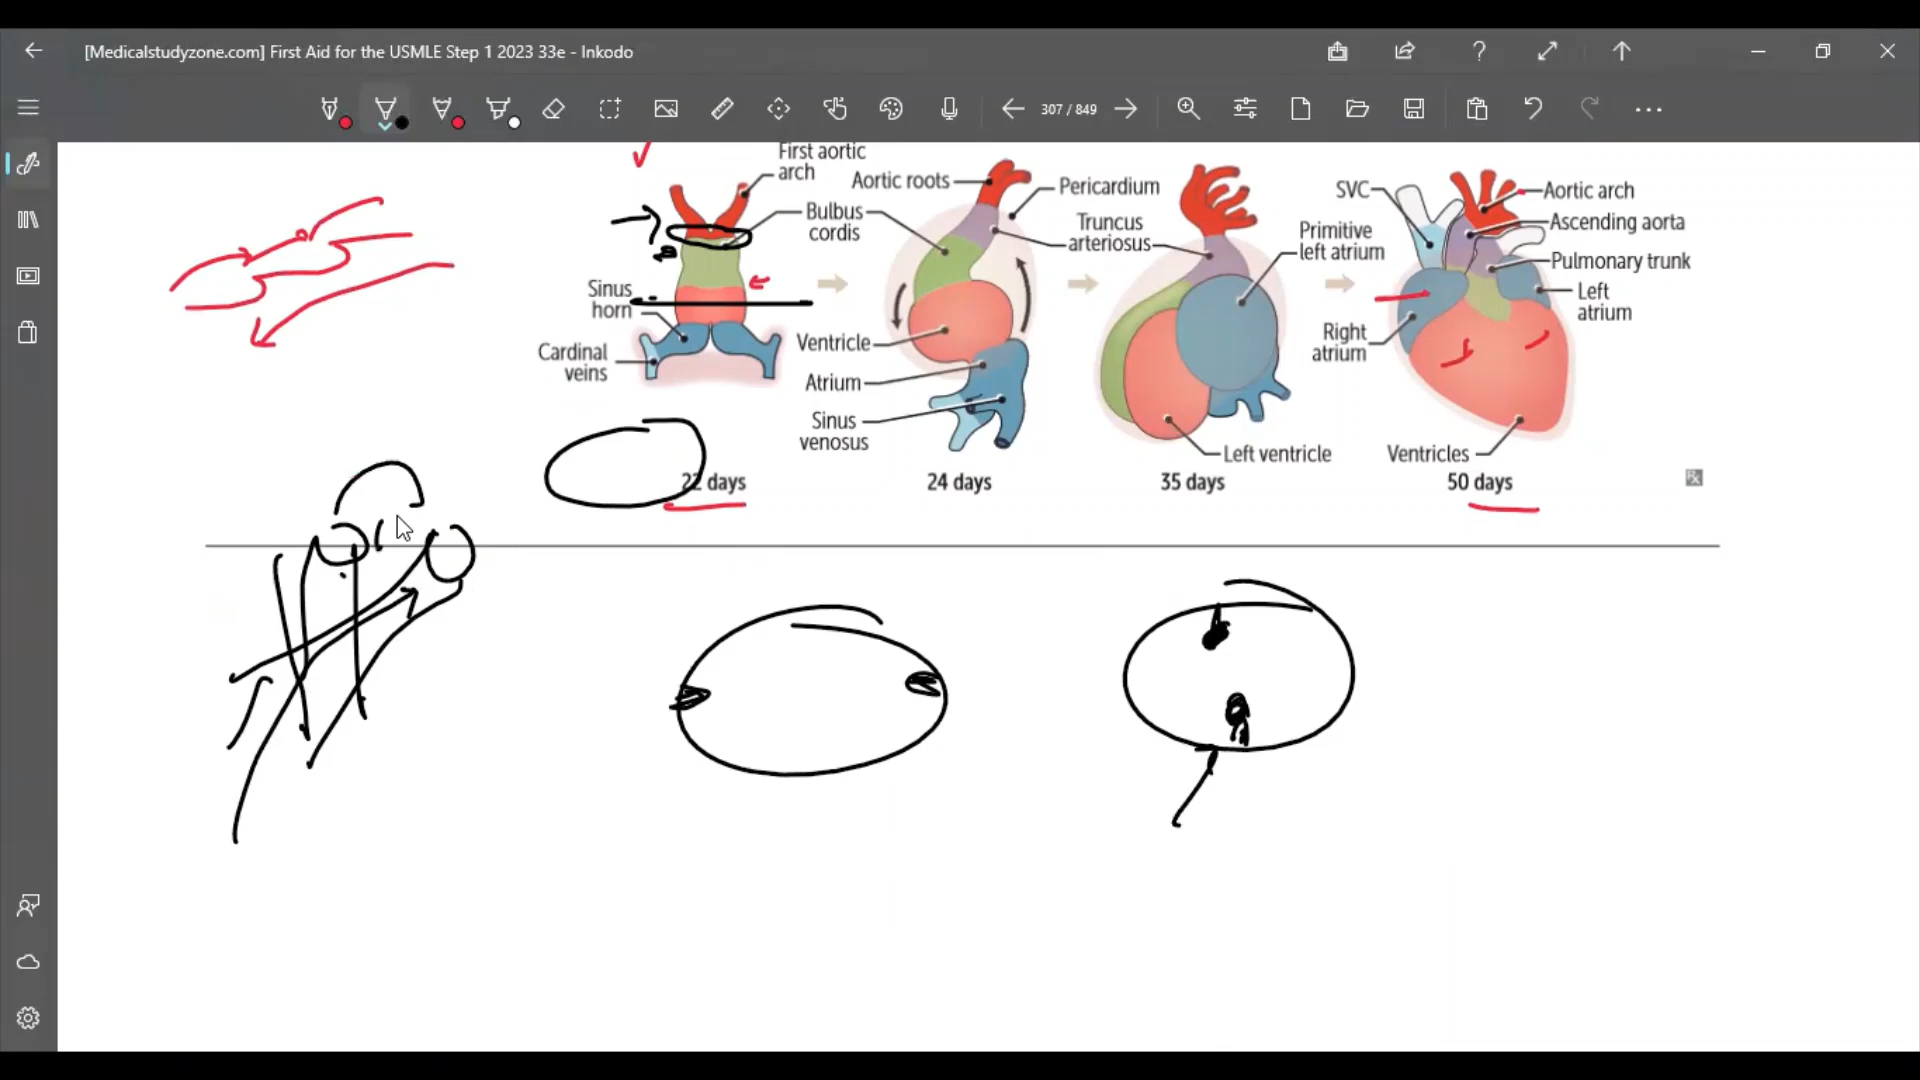 [Medicalstudyzone.com] First Aid for the USMLE Step 1 2023 33e - Inkodo
307 / 849
First aortic
arch
Bulbus
cordis
Sinus
horn
Cardinal
veins
22 days
Aortic roots
Pericardium
Truncus
arteriosus
Ventricle
Atrium
Sinus
venosus
24 days
Primitive
left atrium
Left ventricle
35 days
SVC
Aortic arch
Ascending aorta
Pulmonary trunk
Left
atrium
Right
atrium
Ventricles
50 days